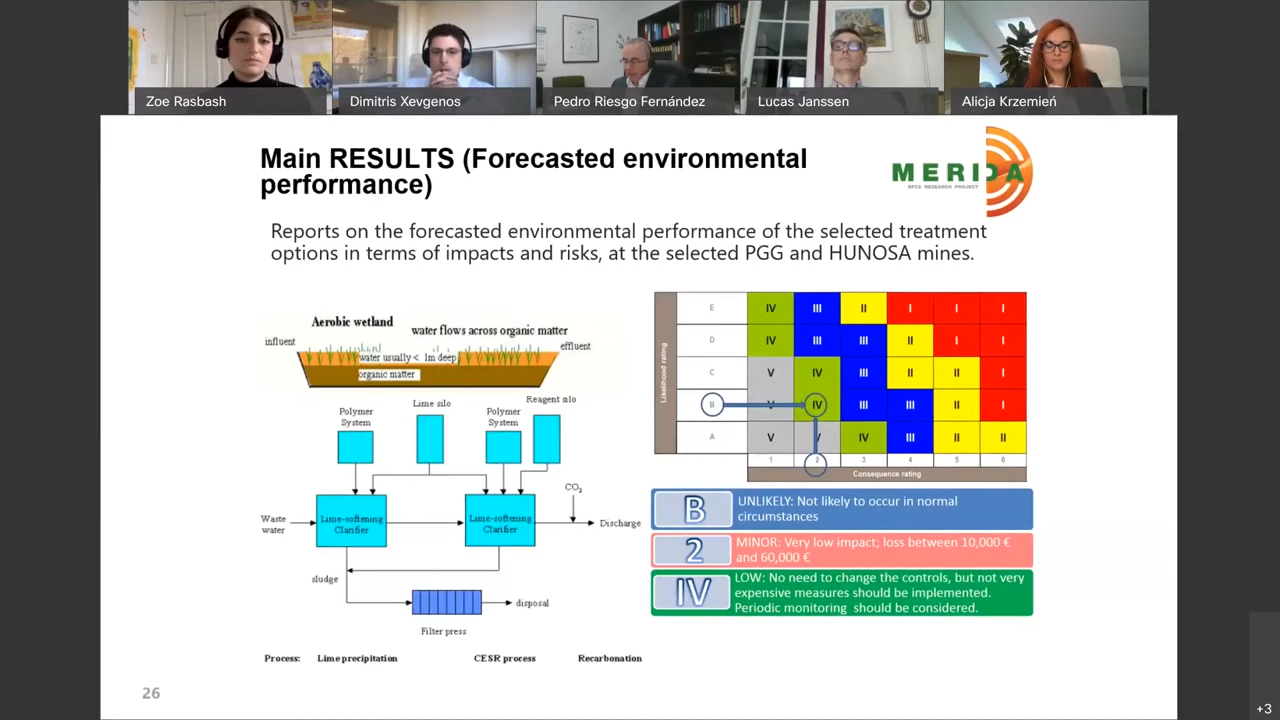 Zoe Rasbash
Dimitris Xevgenos
Pedro Riesgo Fernández
Lucas Janssen
Alicja Krzemień
Main RESULTS (Forecasted environmental
performance)
MERIDA
RFCS RESEARCH PROJECT
Reports on the forecasted environmental performance of the selected treatment
options in terms of impacts and risks, at the selected PGG and HUNOSA mines.
Aerobic wetland
water flows across organic matter
influent
effluent
water usually < 1m deep
organic matter
Polymer
System
Lime silo
Polymer
System
Reagent silo
CO2
Waste
water
Lime-softening
Clarifier
Lime-softening
Clarifier
Discharge
sludge
disposal
Filter press
Process: Lime precipitation CESR process Recarbonation
Likelihood rating
E IV III II I I I
D IV III III II I I
C V IV III II II I
B V IV III III II I
A V V IV III II II
1 2 3 4 5 6
Consequence rating
B UNLIKELY: Not likely to occur in normal
circumstances
2 MINOR: Very low impact; loss between 10,000 €
and 60,000 €
IV LOW: No need to change the controls, but not very
expensive measures should be implemented.
Periodic monitoring should be considered.
26
+3